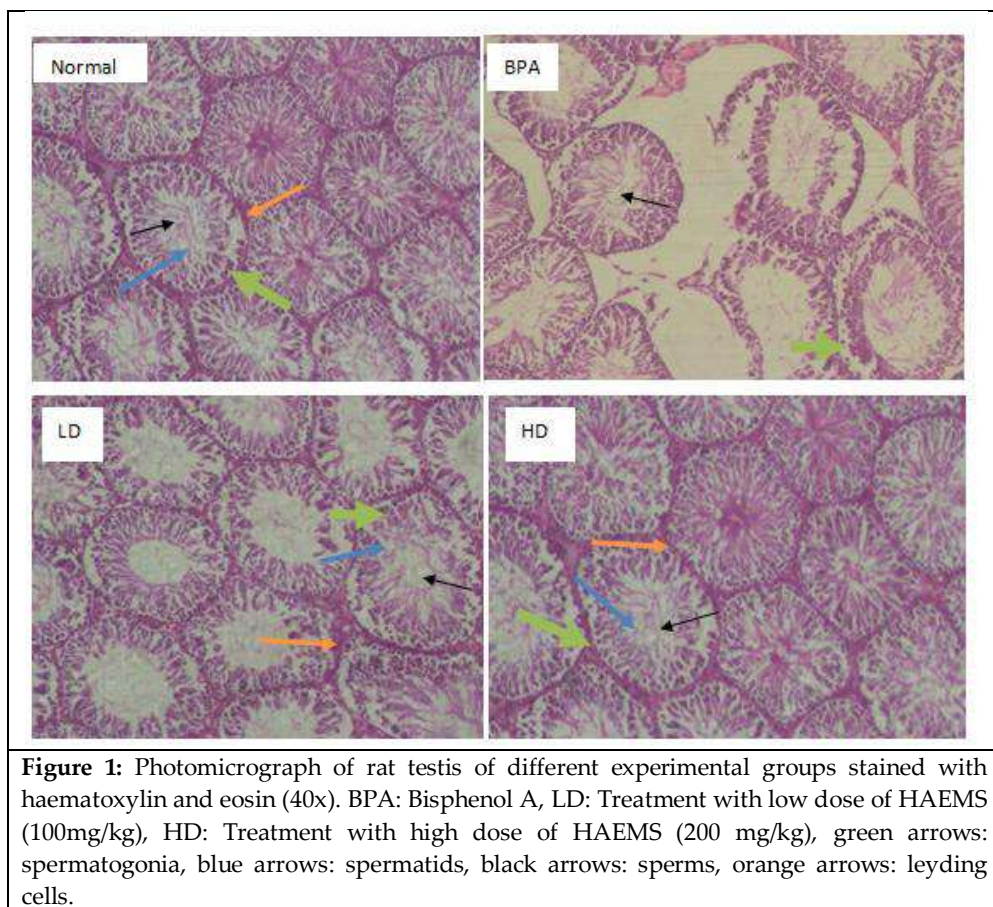 Normal
BPA
LD
HD
Figure 1: Photomicrograph of rat testis of different experimental groups stained with
haematoxylin and eosin (40x). BPA: Bisphenol A, LD: Treatment with low dose of HAEMS
(100mg/kg), HD: Treatment with high dose of HAEMS (200 mg/kg), green arrows:
spermatogonia, blue arrows: spermatids, black arrows: sperms, orange arrows: leyding
cells.